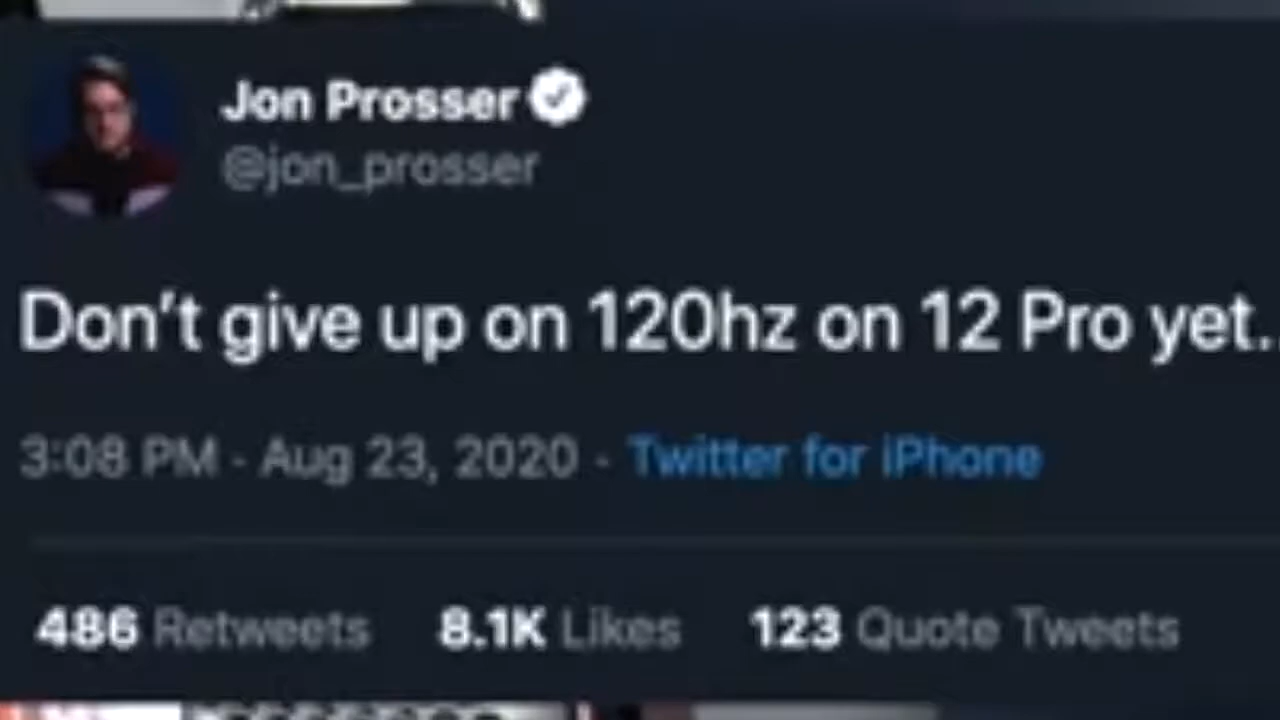 Jon Prosser
@jon_prosser
Don't give up on 120hz on 12 Pro yet..
3:08 PM · Aug 23, 2020 · Twitter for iPhone
486 Retweets 8.1K Likes 123 Quote Tweets